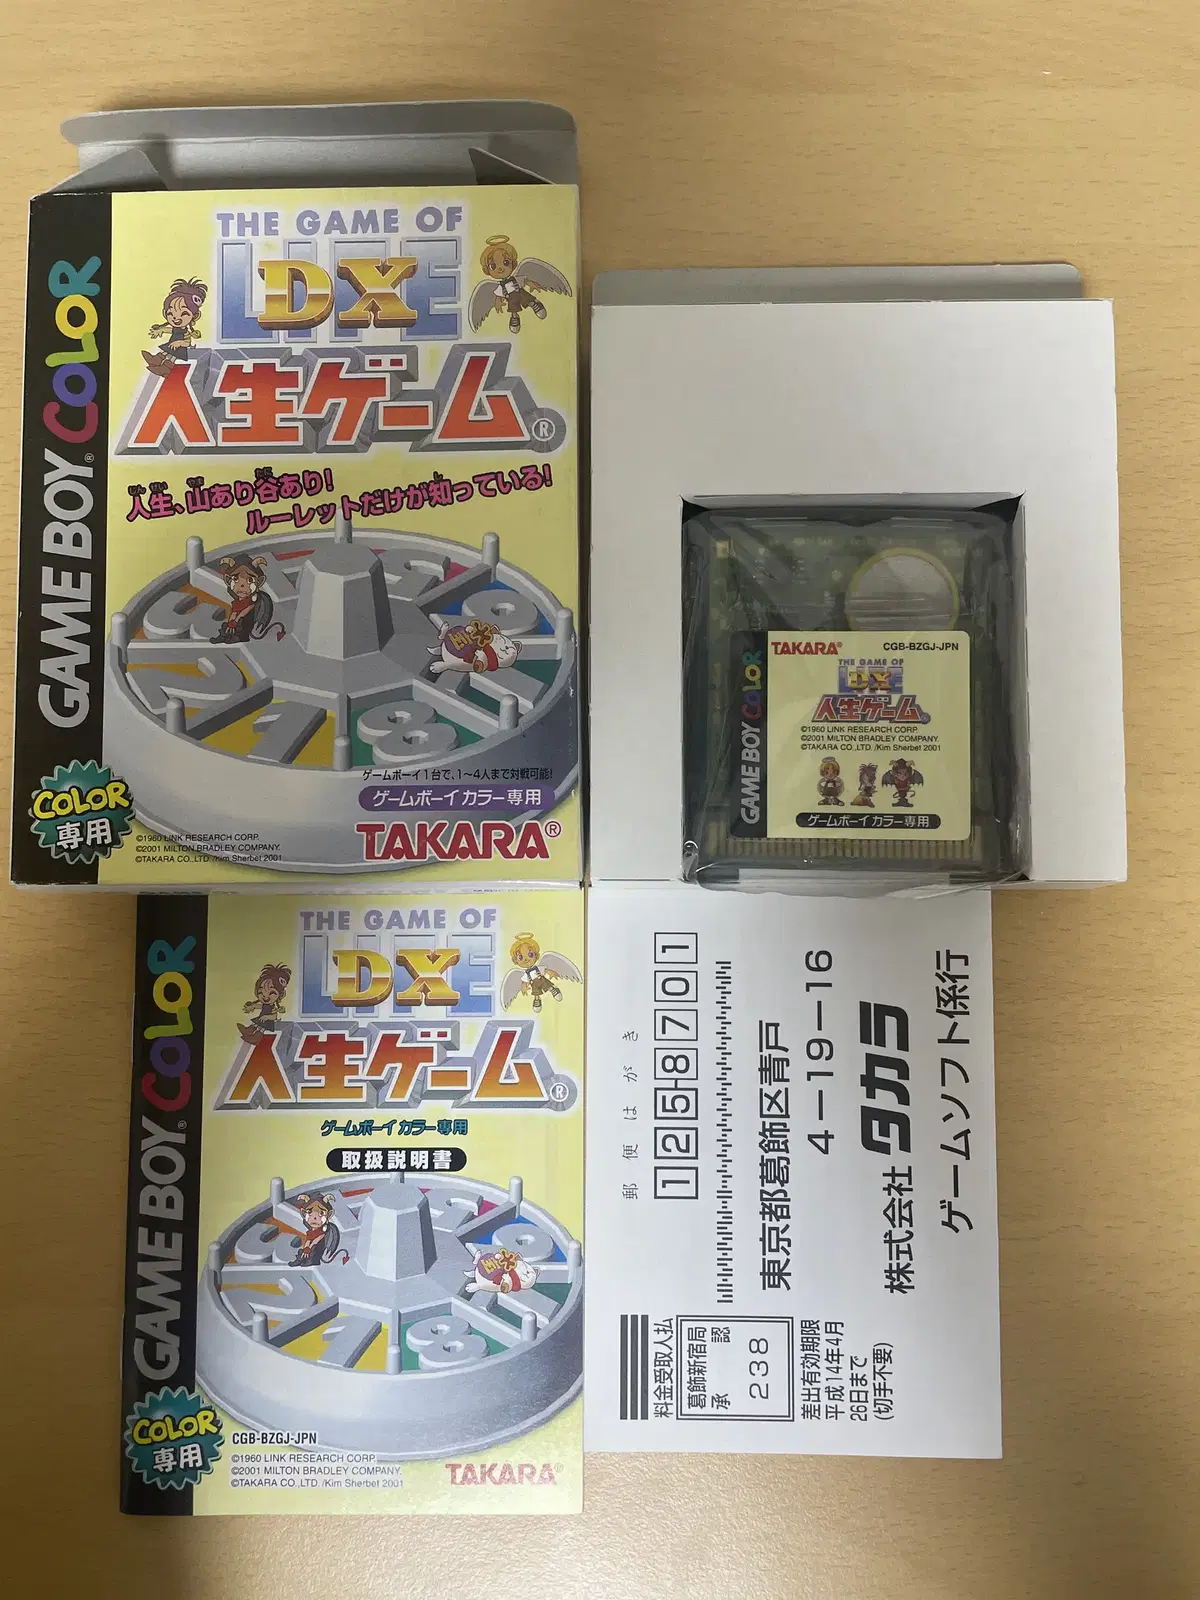 THE GAME OF
LIFE
DX
人生ゲーム®
人生、山あり谷あり!
ルーレットだけが知っている!
GAME BOY® COLOR
COLOR
専用
ゲームボーイ1台で、1~4人まで対戦可能!
ゲームボーイカラー専用
©1960 LINK RESEARCH CORP.
©2001 MILTON BRADLEY COMPANY.
©TAKARA CO.,LTD. /Kim Sherbet 2001
TAKARA®
TAKARA®
CGB-BZGJ-JPN
GAME BOY COLOR
THE GAME OF
LIFE
DX
人生ゲーム®
©1960 LINK RESEARCH CORP.
©2001 MILTON BRADLEY COMPANY.
©TAKARA CO.,LTD. /Kim Sherbet 2001
ゲームボーイカラー専用
THE GAME OF
LIFE
DX
人生ゲーム®
ゲームボーイカラー専用
取扱説明書
GAME BOY® COLOR
COLOR
専用
CGB-BZGJ-JPN
©1960 LINK RESEARCH CORP.
©2001 MILTON BRADLEY COMPANY.
©TAKARA CO.,LTD. /Kim Sherbet 2001
TAKARA®
郵便はがき
125-8701
東京都葛飾区青戸
4-19-16
株式会社 タカラ
ゲームソフト係行
料金受取人払
葛飾新宿局
承認
238
差出有効期限
平成14年4月
26日まで
(切手不要)